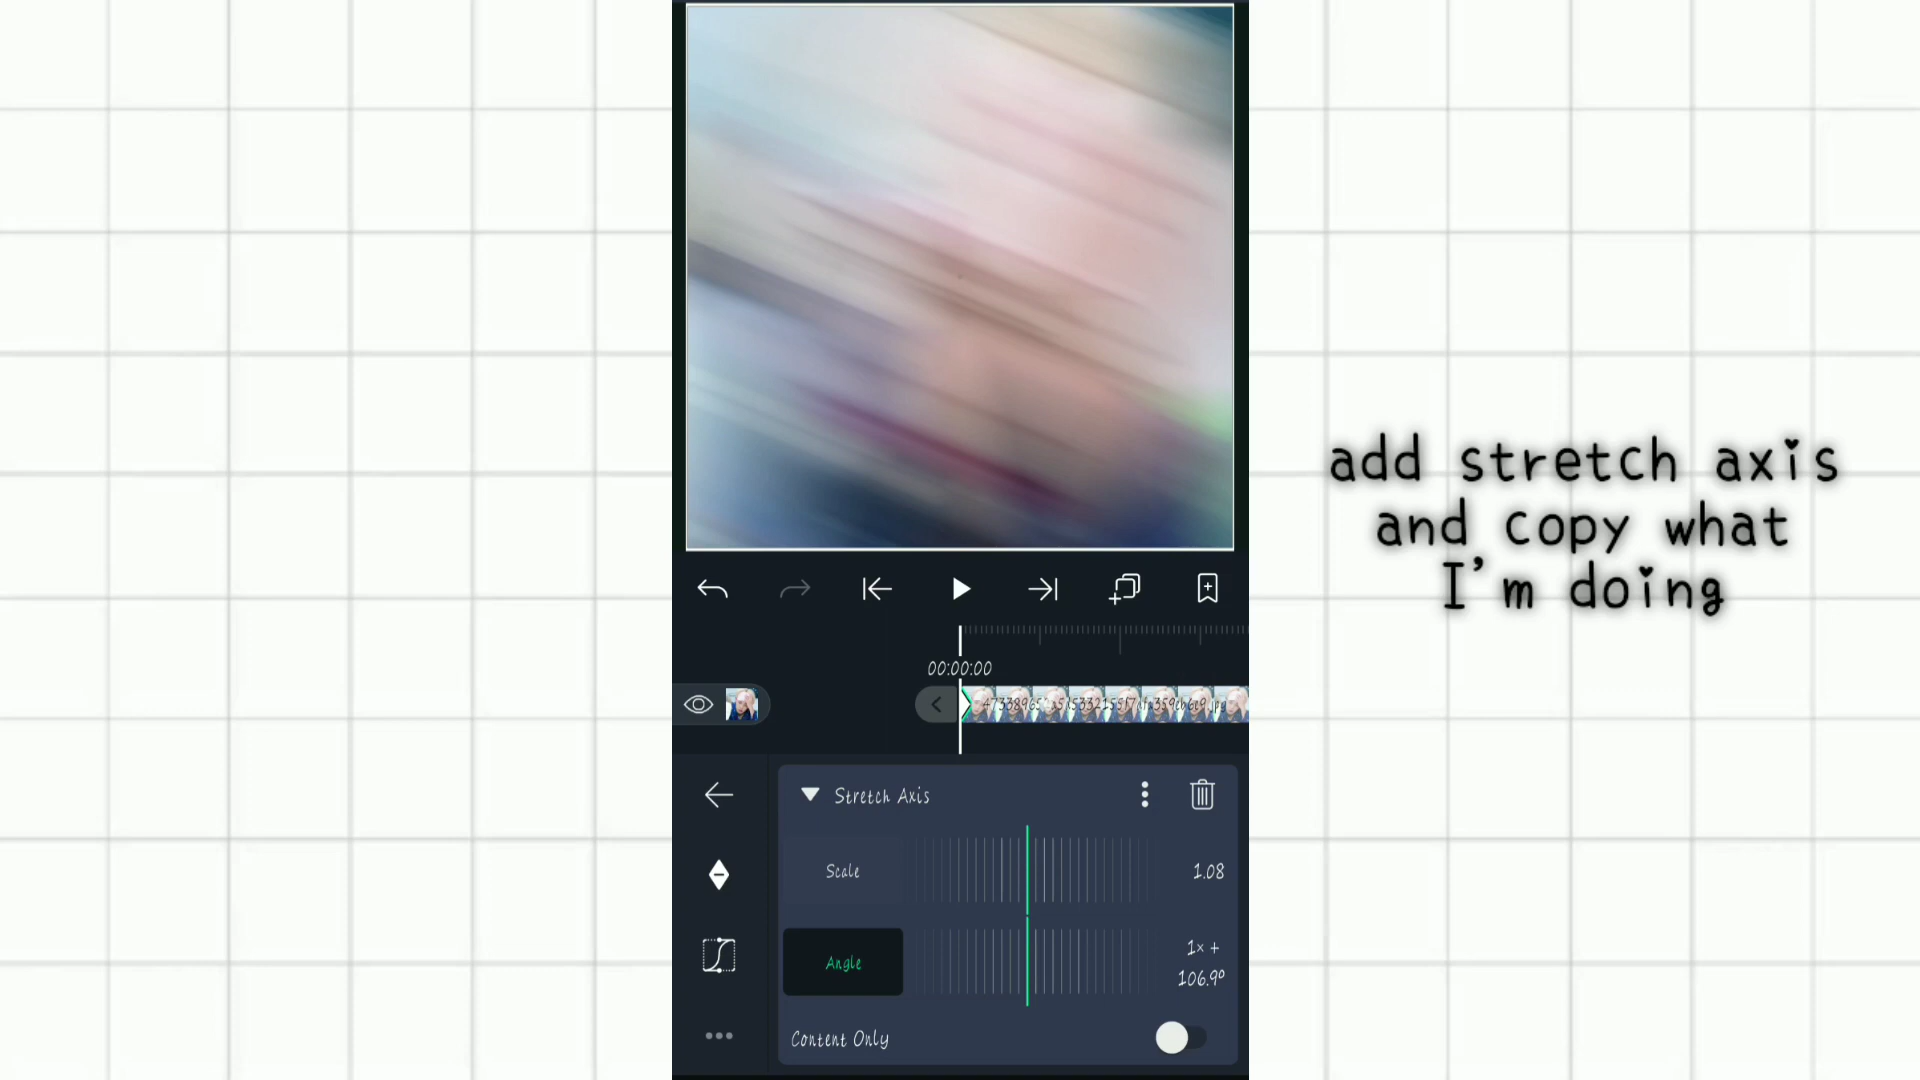 add stretch axis
and copy what
I'm doing
00:00:00
Stretch Axis
Scale
1.08
Angle
1x +
106.9°
Content Only